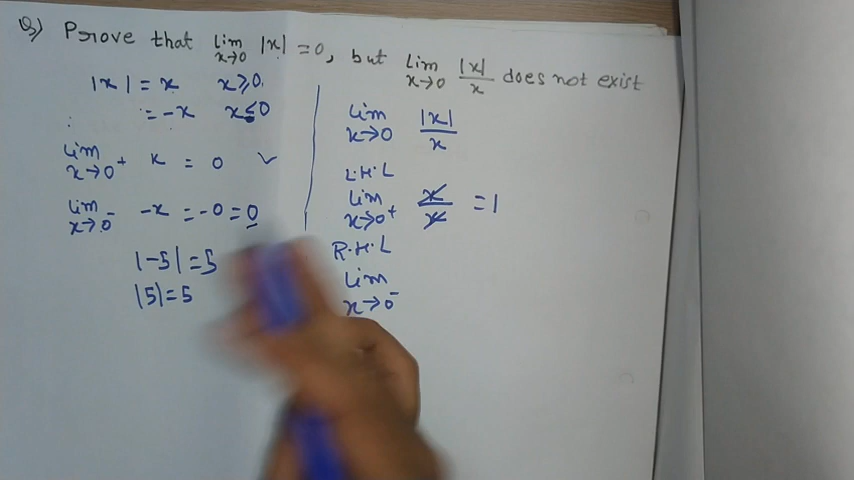 Q) Prove that lim x→0 |x| = 0, but lim x→0 |x|/x does not exist
|x| = x x≥0
= -x x≤0
lim x→0+ x = 0 ✓
lim x→0- -x = -0 = 0
|-5| = 5
|5| = 5
lim x→0 |x|/x
L.H.L
lim x→0+ x/x = 1
R.H.L
lim x→0-